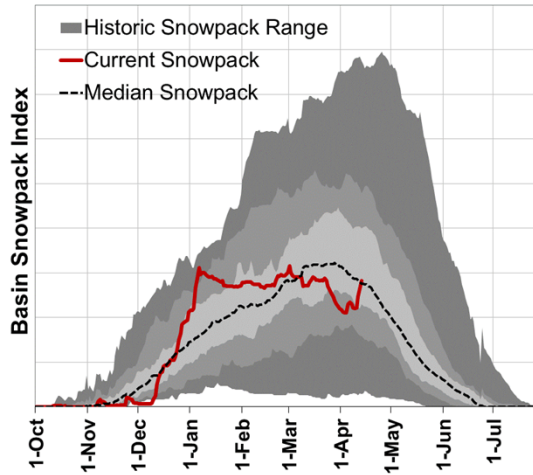 Historic Snowpack Range
Current Snowpack
Median Snowpack
Basin Snowpack Index
1-Oct
1-Nov
1-Dec
1-Jan
1-Feb
1-Mar
1-Apr
1-May
1-Jun
1-Jul